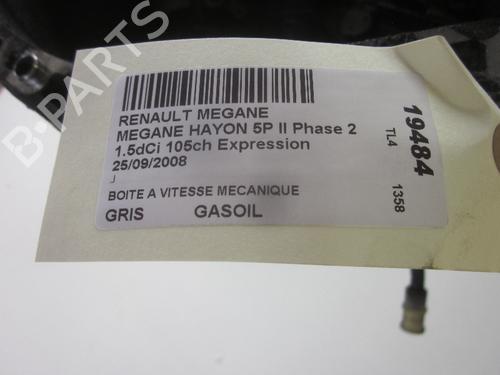 RENAULT MEGANE
MEGANE HAYON 5P II Phase 2
1.5dCi 105ch Expression
25/09/2008
J
BOITE A VITESSE MECANIQUE
GRIS GASOIL
19484
TL4
1358
B-PARTS